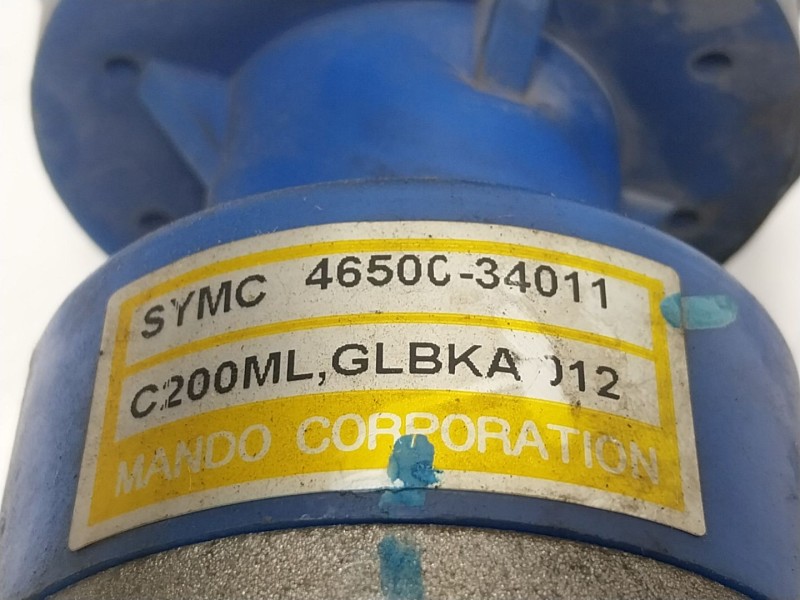 SYMC 46500-34011
C200ML,GLBKA 012
MANDO CORPORATION